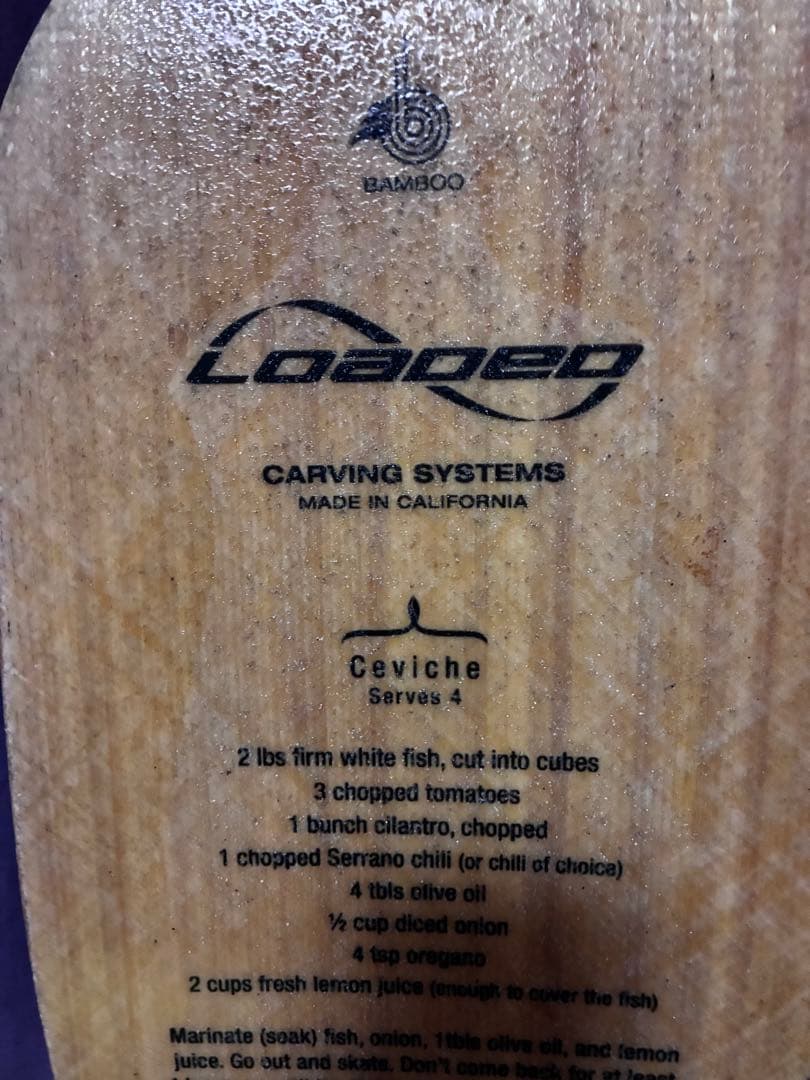 b
BAMBOO
LOADED
CARVING SYSTEMS
MADE IN CALIFORNIA
Ceviche
Serves 4
2 lbs firm white fish, cut into cubes
3 chopped tomatoes
1 bunch cilantro, chopped
1 chopped Serrano chili (or chili of choice)
4 tbls olive oil
½ cup diced onion
4 tsp oregano
2 cups fresh lemon juice (enough to cover the fish)
Marinate (soak) fish, onion, 1tbls olive oil, and lemon
juice. Go out and skate. Don't come back for at least